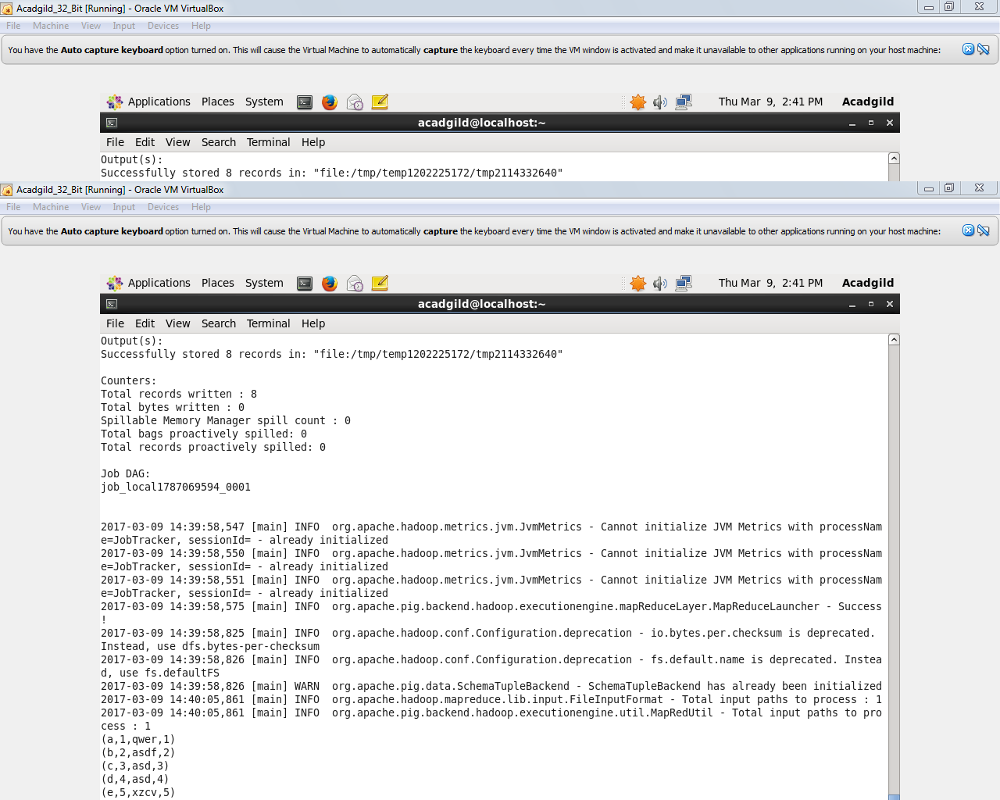 Acadgild_32_Bit [Running] - Oracle VM VirtualBox
File Machine View Input Devices Help
You have the Auto capture keyboard option turned on. This will cause the Virtual Machine to automatically capture the keyboard every time the VM window is activated and make it unavailable to other applications running on your host machine:
Applications Places System Thu Mar 9, 2:41 PM Acadgild
acadgild@localhost:~
File Edit View Search Terminal Help
Output(s):
Successfully stored 8 records in: "file:/tmp/temp1202225172/tmp2114332640"
Acadgild_32_Bit [Running] - Oracle VM VirtualBox
File Machine View Input Devices Help
You have the Auto capture keyboard option turned on. This will cause the Virtual Machine to automatically capture the keyboard every time the VM window is activated and make it unavailable to other applications running on your host machine:
Applications Places System Thu Mar 9, 2:41 PM Acadgild
acadgild@localhost:~
File Edit View Search Terminal Help
Output(s):
Successfully stored 8 records in: "file:/tmp/temp1202225172/tmp2114332640"
Counters:
Total records written : 8
Total bytes written : 0
Spillable Memory Manager spill count : 0
Total bags proactively spilled: 0
Total records proactively spilled: 0
Job DAG:
job_local1787069594_0001
2017-03-09 14:39:58,547 [main] INFO  org.apache.hadoop.metrics.jvm.JvmMetrics - Cannot initialize JVM Metrics with processNam
e=JobTracker, sessionId= - already initialized
2017-03-09 14:39:58,550 [main] INFO  org.apache.hadoop.metrics.jvm.JvmMetrics - Cannot initialize JVM Metrics with processNam
e=JobTracker, sessionId= - already initialized
2017-03-09 14:39:58,551 [main] INFO  org.apache.hadoop.metrics.jvm.JvmMetrics - Cannot initialize JVM Metrics with processNam
e=JobTracker, sessionId= - already initialized
2017-03-09 14:39:58,575 [main] INFO  org.apache.pig.backend.hadoop.executionengine.mapReduceLayer.MapReduceLauncher - Success
!
2017-03-09 14:39:58,825 [main] INFO  org.apache.hadoop.conf.Configuration.deprecation - io.bytes.per.checksum is deprecated.
Instead, use dfs.bytes-per-checksum
2017-03-09 14:39:58,826 [main] INFO  org.apache.hadoop.conf.Configuration.deprecation - fs.default.name is deprecated. Instea
d, use fs.defaultFS
2017-03-09 14:39:58,826 [main] WARN  org.apache.pig.data.SchemaTupleBackend - SchemaTupleBackend has already been initialized
2017-03-09 14:40:05,861 [main] INFO  org.apache.hadoop.mapreduce.lib.input.FileInputFormat - Total input paths to process : 1
2017-03-09 14:40:05,861 [main] INFO  org.apache.pig.backend.hadoop.executionengine.util.MapRedUtil - Total input paths to pro
cess : 1
(a,1,qwer,1)
(b,2,asdf,2)
(c,3,asd,3)
(d,4,asd,4)
(e,5,xzcv,5)